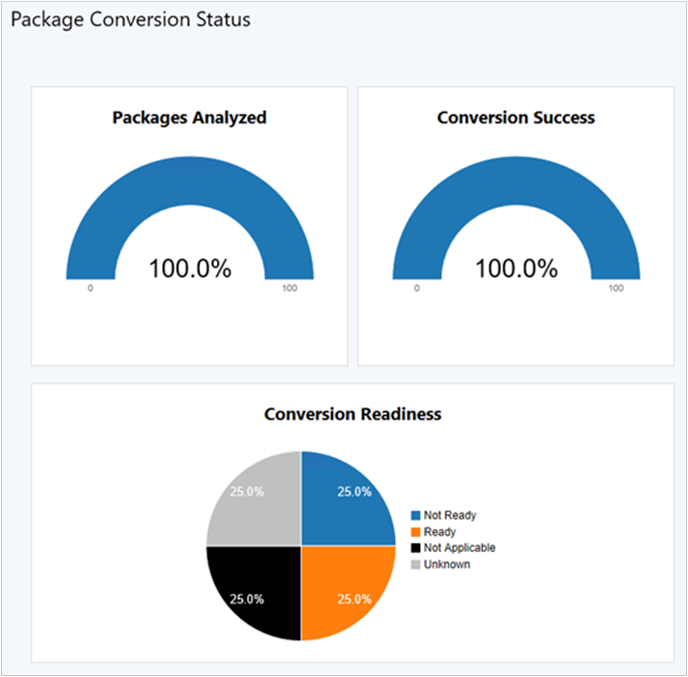 Package Conversion Status
Packages Analyzed
100.0%
0
100
Conversion Success
100.0%
0
100
Conversion Readiness
25.0%
25.0%
25.0%
25.0%
Not Ready
Ready
Not Applicable
Unknown